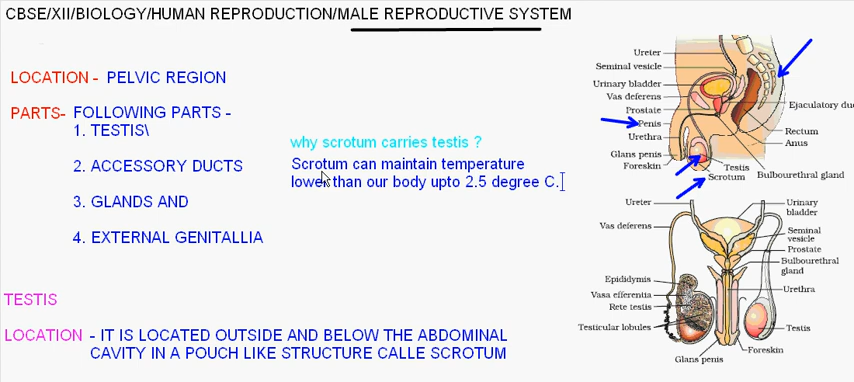 CBSE/XII/BIOLOGY/HUMAN REPRODUCTION/MALE REPRODUCTIVE SYSTEM
LOCATION - PELVIC REGION
PARTS- FOLLOWING PARTS -
1. TESTIS\
2. ACCESSORY DUCTS
3. GLANDS AND
4. EXTERNAL GENITALLIA
why scrotum carries testis ?
Scrotum can maintain temperature
lower than our body upto 2.5 degree C.
TESTIS
LOCATION - IT IS LOCATED OUTSIDE AND BELOW THE ABDOMINAL
CAVITY IN A POUCH LIKE STRUCTURE CALLE SCROTUM
Ureter
Seminal vesicle
Urinary bladder
Vas deferens
Prostate
Penis
Urethra
Glans penis
Foreskin
Testis
Scrotum
Ejaculatory duc
Rectum
Anus
Bulbourethral gland
Ureter
Vas deferens
Epididymis
Vasa efferentia
Rete testis
Testicular lobules
Glans penis
Urinary
bladder
Seminal
vesicle
Prostate
Bulbourethral
gland
Urethra
Testis
Foreskin